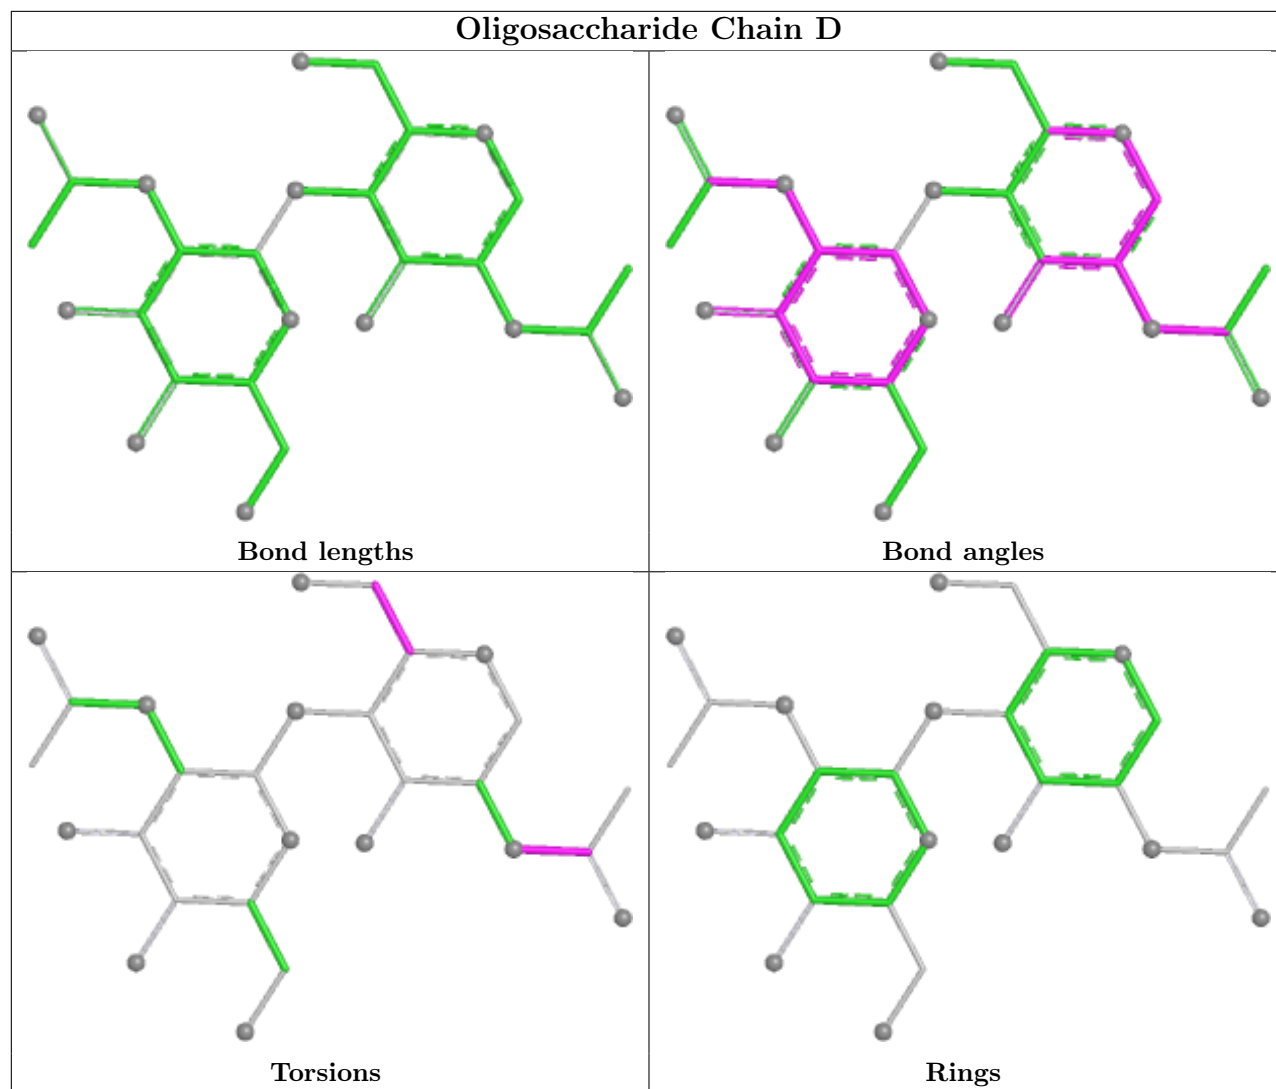 Oligosaccharide Chain D
Bond lengths
Bond angles
Torsions
Rings